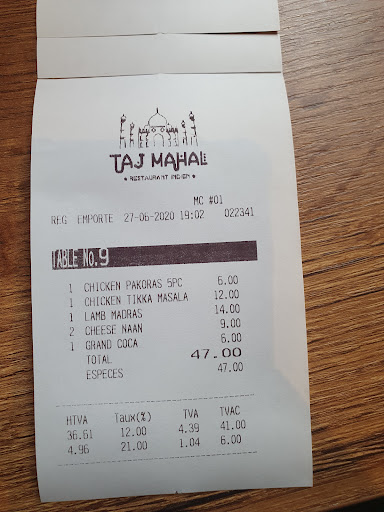 TAJ MAHAL
• RESTAURANT INDIEN •
MC #01
REG EMPORTE 27-06-2020 19:02 022341
TABLE No.9
1 CHICKEN PAKORAS 5PC 6.00
1 CHICKEN TIKKA MASALA 12.00
1 LAMB MADRAS 14.00
2 CHEESE NAAN 9.00
1 GRAND COCA 6.00
TOTAL 47.00
ESPECES 47.00
HTVA Taux(%) TVA TVAC
36.61 12.00 4.39 41.00
4.96 21.00 1.04 6.00